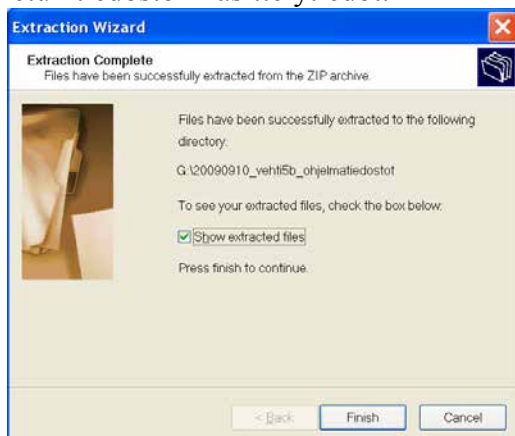 Extraction Wizard
Extraction Complete
Files have been successfully extracted from the ZIP archive.
Files have been successfully extracted to the following
directory:
G:\20090910_vehti5b_ohjelmatiedostot
To see your extracted files, check the box below:
Show extracted files
Press finish to continue.
< Back
Finish
Cancel